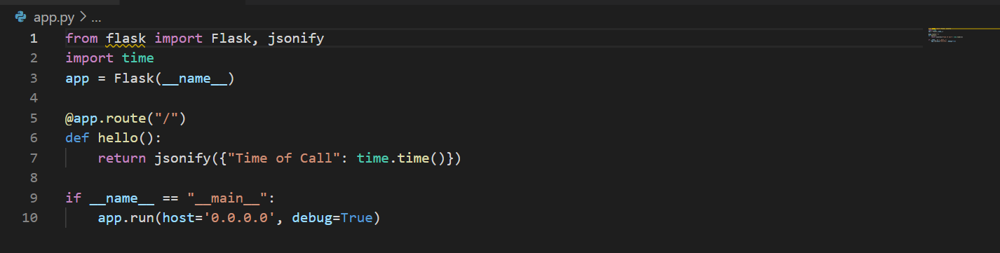 app.py > ...
1 from flask import Flask, jsonify
2 import time
3 app = Flask(__name__)
4
5 @app.route("/")
6 def hello():
7     return jsonify({"Time of Call": time.time()})
8
9 if __name__ == "__main__":
10     app.run(host='0.0.0.0', debug=True)